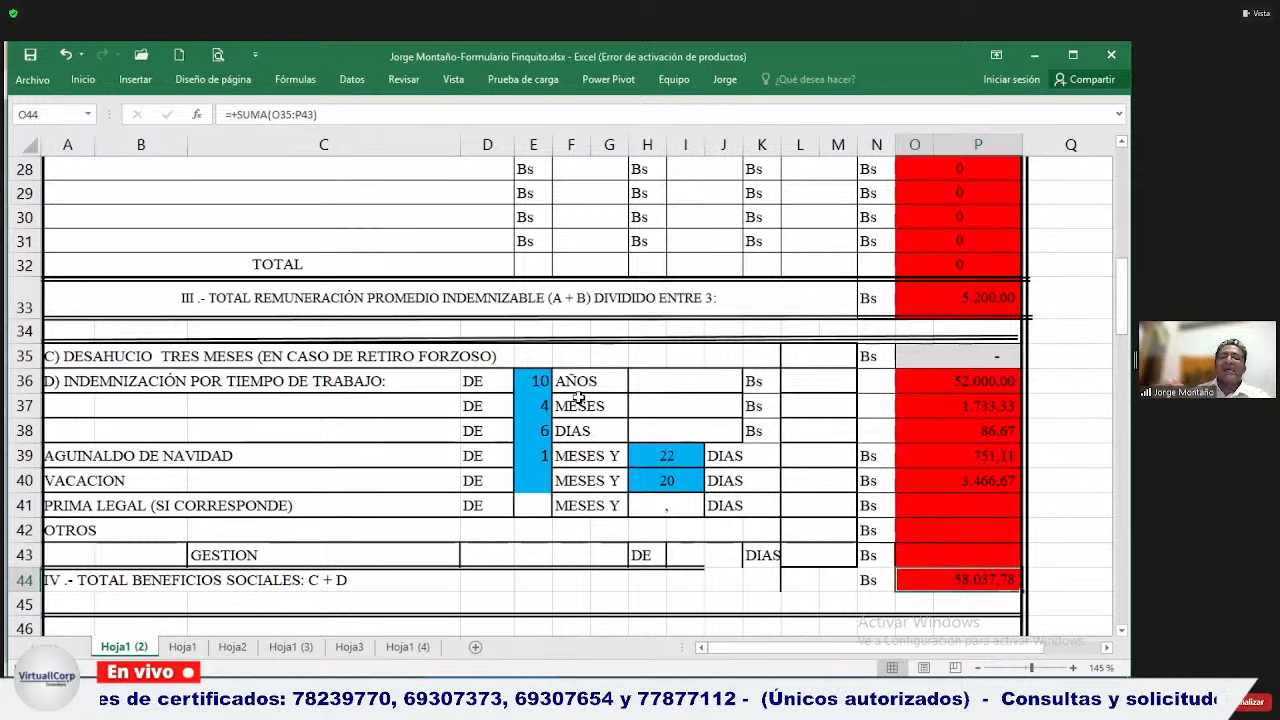 Vista
Jorge Montaño-Formulario Finquito.xlsx - Excel (Error de activación de productos)
Archivo Inicio Insertar Diseño de página Fórmulas Datos Revisar Vista Prueba de carga Power Pivot Equipo Jorge ¿Qué desea hacer? Iniciar sesión Compartir
O44 fx =+SUMA(O35:P43)
A B C D E F G H I J K L M N O P Q
28 Bs Bs Bs Bs 0
29 Bs Bs Bs Bs 0
30 Bs Bs Bs Bs 0
31 Bs Bs Bs Bs 0
32 TOTAL 0
33 III .- TOTAL REMUNERACIÓN PROMEDIO INDEMNIZABLE (A + B) DIVIDIDO ENTRE 3: Bs 5.200,00
34
35 C) DESAHUCIO TRES MESES (EN CASO DE RETIRO FORZOSO) Bs -
36 D) INDEMNIZACIÓN POR TIEMPO DE TRABAJO: DE 10 AÑOS Bs 52.000,00
37 DE 4 MESES Bs 1.733,33
38 DE 6 DIAS Bs 86,67
39 AGUINALDO DE NAVIDAD DE 1 MESES Y 22 DIAS Bs 751,11
40 VACACION DE MESES Y 20 DIAS Bs 3.466,67
41 PRIMA LEGAL (SI CORRESPONDE) DE MESES Y , DIAS Bs
42 OTROS Bs
43 GESTION DE DIAS Bs
44 IV .- TOTAL BENEFICIOS SOCIALES: C + D Bs 58.037,78
45
46
Jorge Montaño
Activar Windows
Ve a Configuración para activar Windows.
Hoja1 (2) Hoja1 Hoja2 Hoja3 Hoja1 (4)
145 %
VirtuallCorp
En vivo
es de certificados: 78239770, 69307373, 69307654 y 77877112 - (Únicos autorizados) - Consultas y solicitud